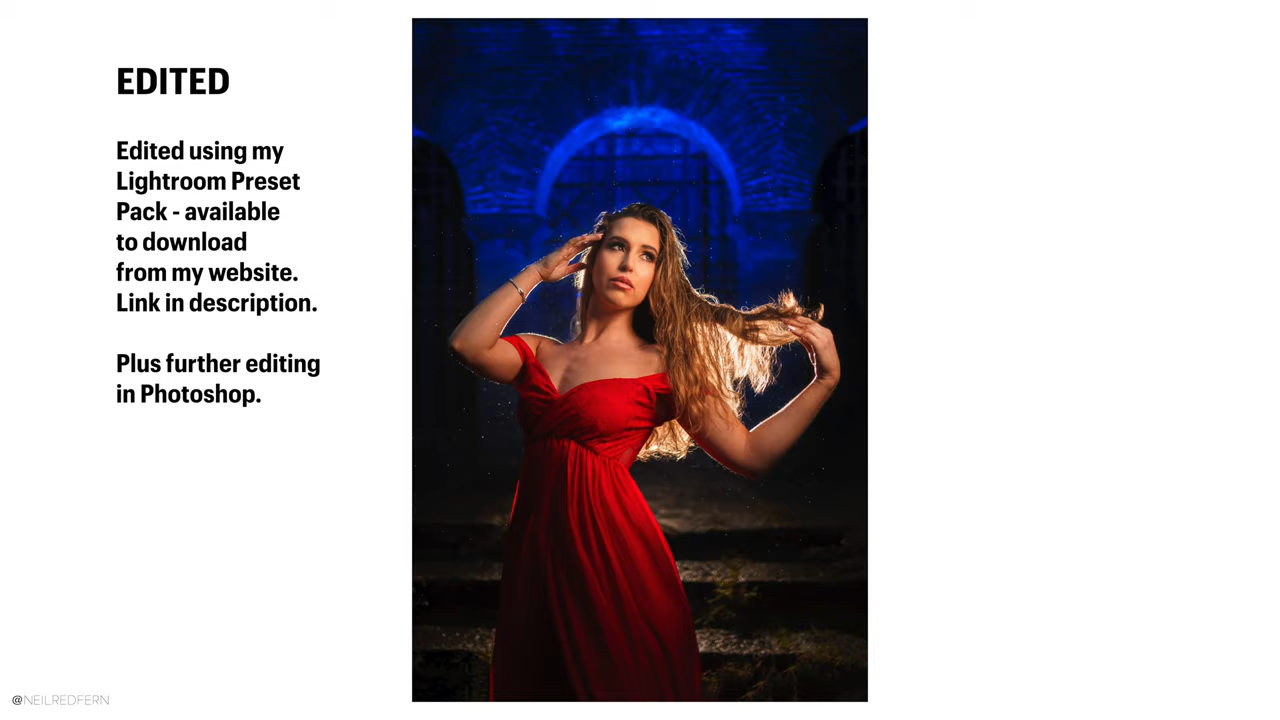 EDITED
Edited using my
Lightroom Preset
Pack - available
to download
from my website.
Link in description.
Plus further editing
in Photoshop.
@NEILREDFERN